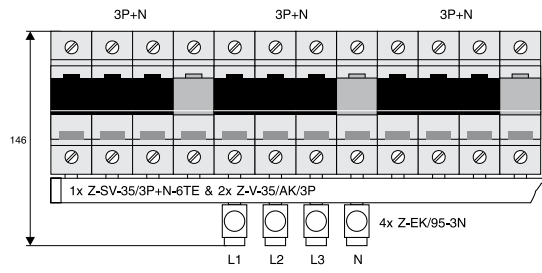 3P+N 3P+N 3P+N
146
1x Z-SV-35/3P+N-6TE & 2x Z-V-35/AK/3P
4x Z-EK/95-3N
L1 L2 L3 N